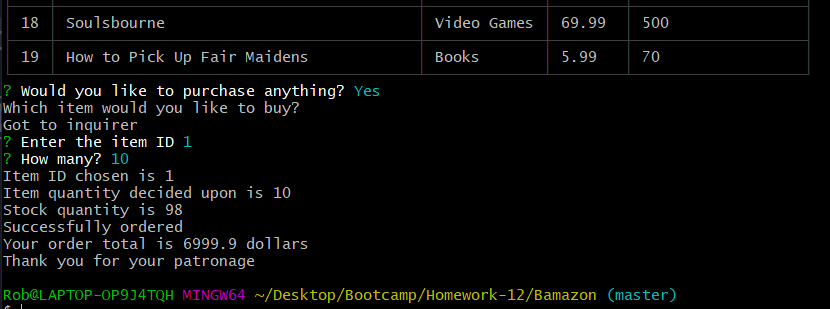 18 Soulsbourne Video Games 69.99 500
19 How to Pick Up Fair Maidens Books 5.99 70
? Would you like to purchase anything? Yes
Which item would you like to buy?
Got to inquirer
? Enter the item ID 1
? How many? 10
Item ID chosen is 1
Item quantity decided upon is 10
Stock quantity is 98
Successfully ordered
Your order total is 6999.9 dollars
Thank you for your patronage
Rob@LAPTOP-OP9J4TQH MINGW64 ~/Desktop/Bootcamp/Homework-12/Bamazon (master)
$